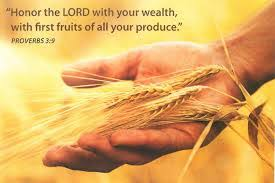 “Honor the LORD with your wealth,
with first fruits of all your produce.”
PROVERBS 3:9